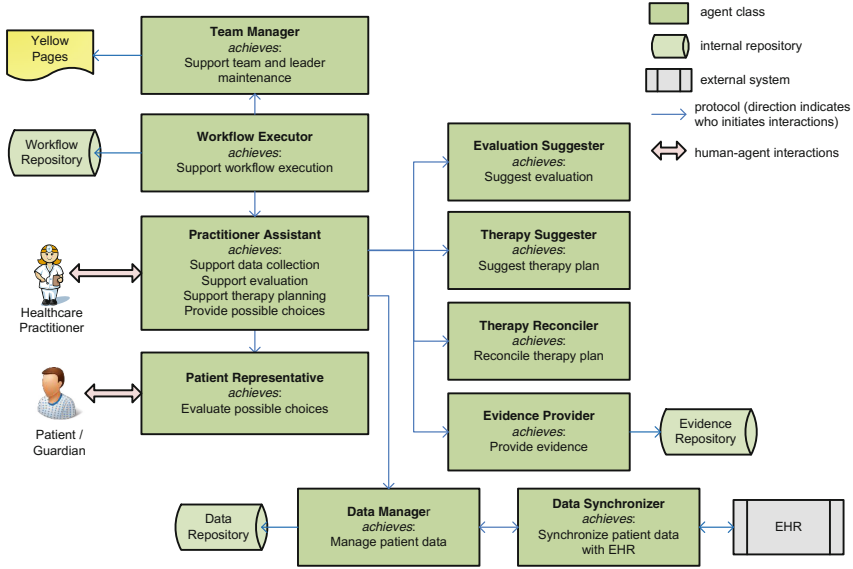 Team Manager
achieves:
Support team and leader
maintenance
Yellow
Pages
Workflow Executor
achieves:
Support workflow execution
Workflow
Repository
Practitioner Assistant
achieves:
Support data collection
Support evaluation
Support therapy planning
Provide possible choices
Healthcare
Practitioner
Patient Representative
achieves:
Evaluate possible choices
Patient /
Guardian
agent class
internal repository
external system
protocol (direction indicates
who initiates interactions)
human-agent interactions
Evaluation Suggester
achieves:
Suggest evaluation
Therapy Suggester
achieves:
Suggest therapy plan
Therapy Reconciler
achieves:
Reconcile therapy plan
Evidence Provider
achieves:
Provide evidence
Evidence
Repository
Data
Repository
Data Manager
achieves:
Manage patient data
Data Synchronizer
achieves:
Synchronize patient data
with EHR
EHR